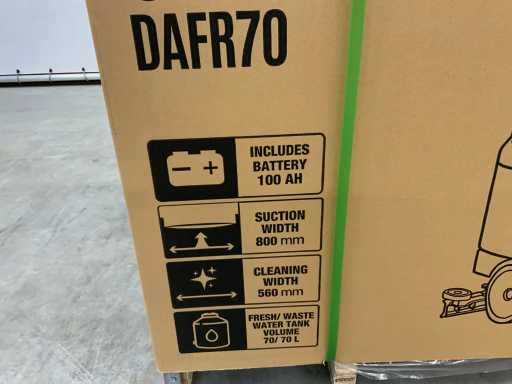 DAFR70
INCLUDES
BATTERY
100 AH
SUCTION
WIDTH
800 mm
CLEANING
WIDTH
560 mm
FRESH/ WASTE
WATER TANK
VOLUME
70/ 70 L